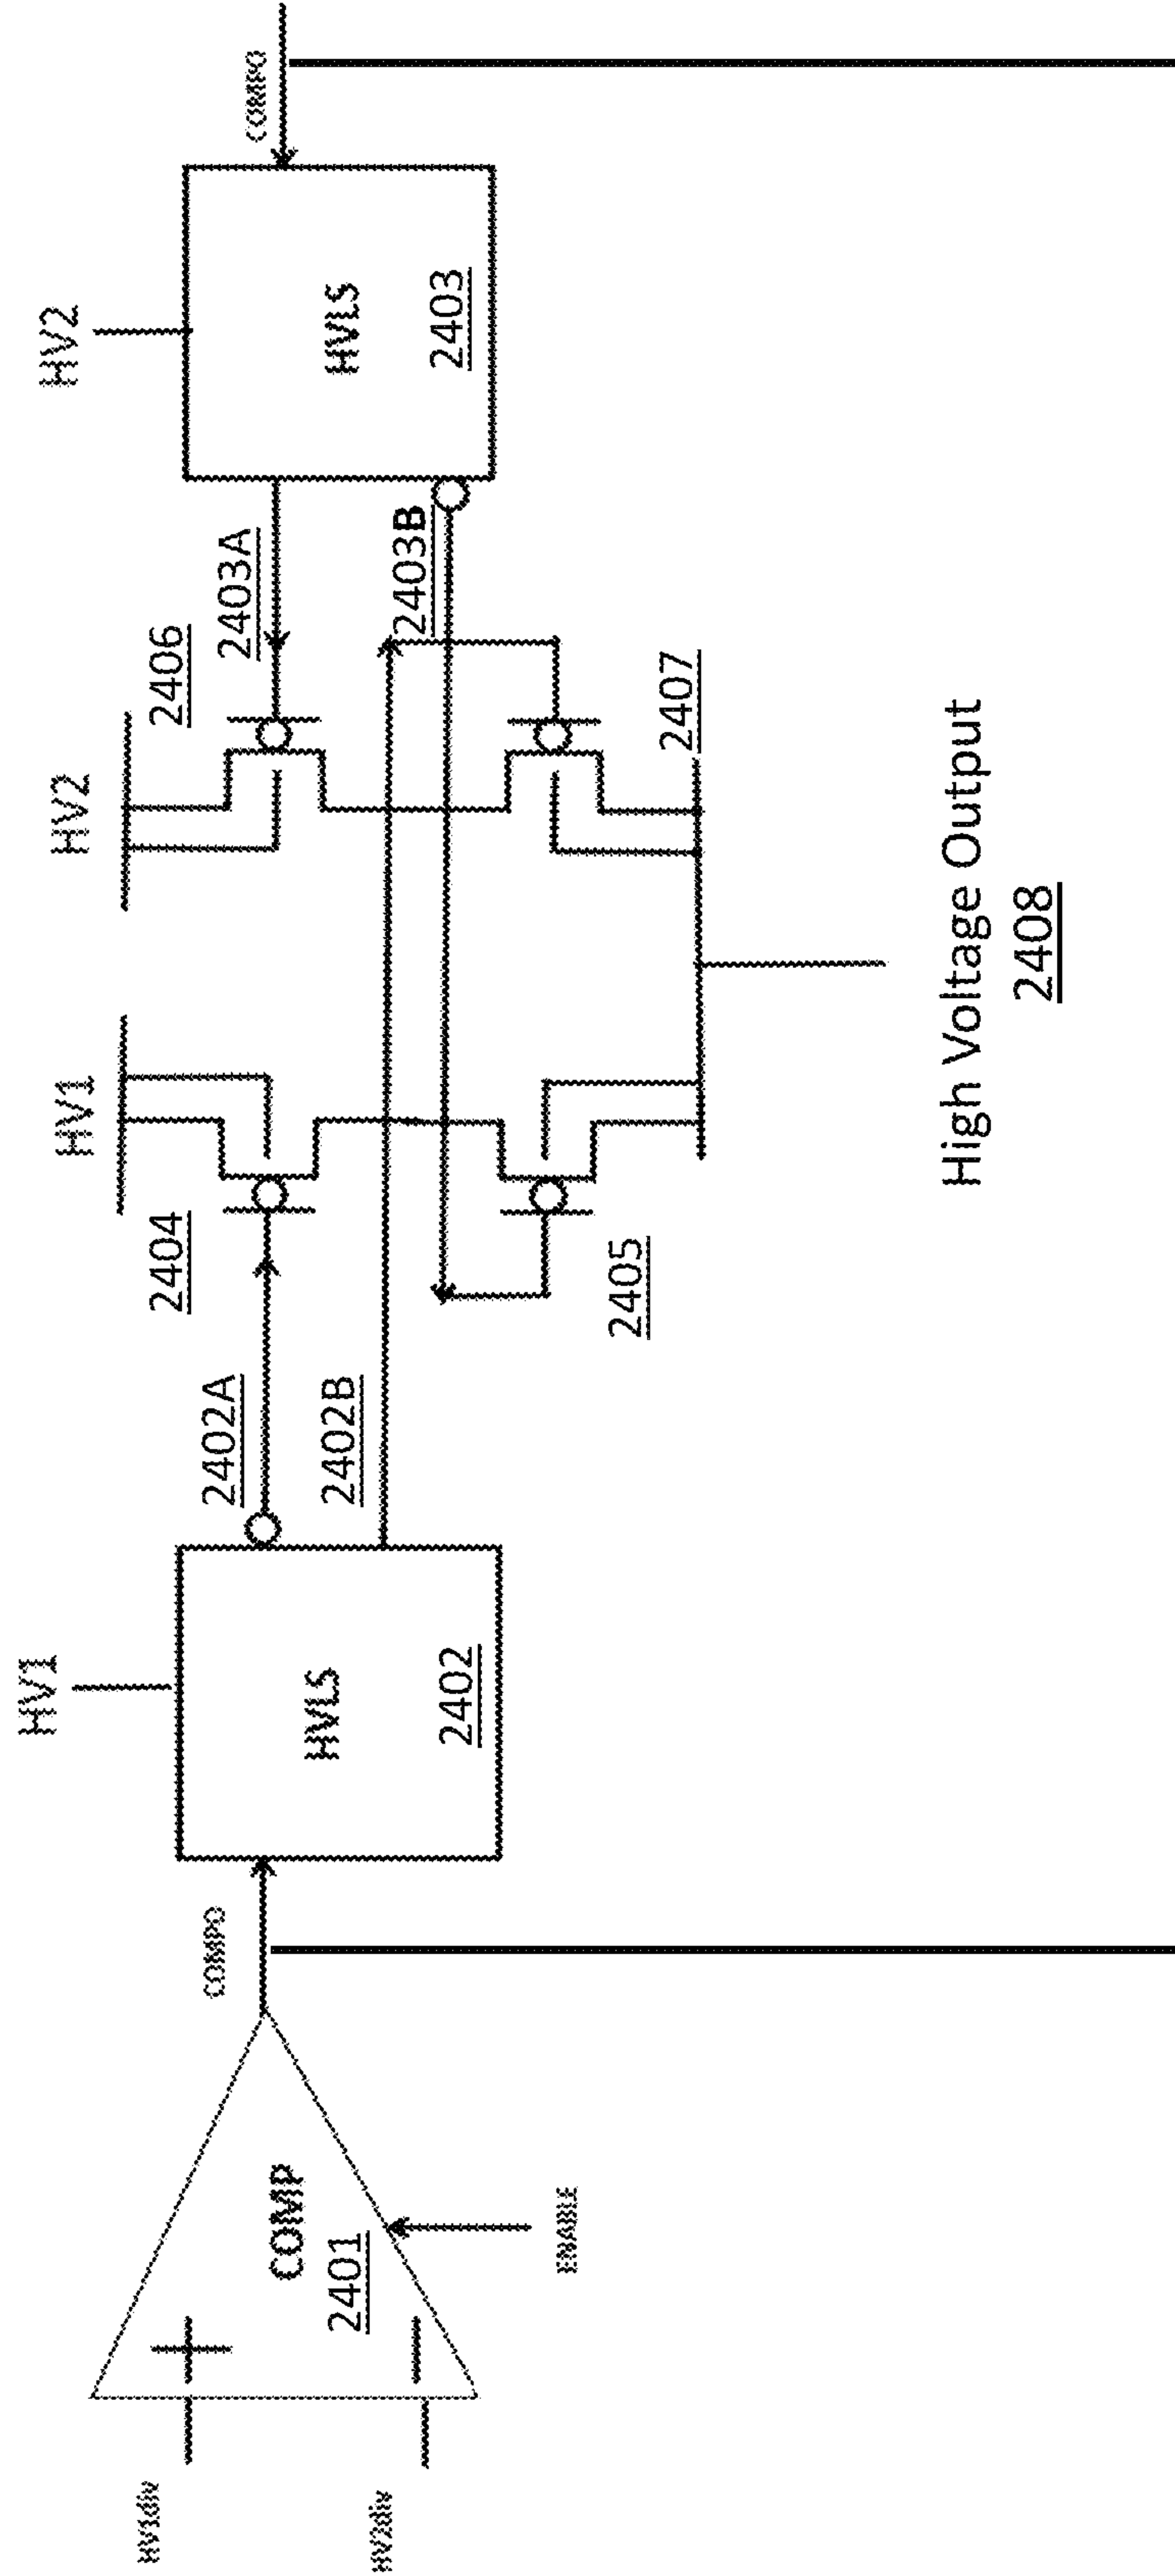 HV1div
HV2div
COMP
2401
ENABLE
COMPO
HV1
HVLS
2402
2402A
2402B
2404
HV1
2405
HV2
2406
2403A
2403B
2407
HV2
HVLS
2403
COMPO
High Voltage Output
2408